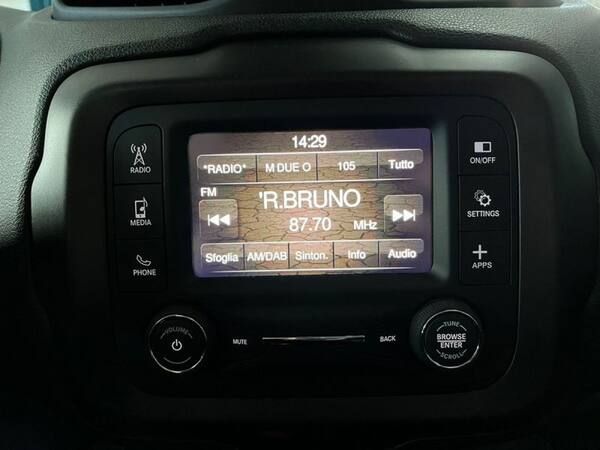 14:29
*RADIO* M DUE O 105 Tutto
FM
'R.BRUNO
87.70 MHz
Sfoglia AM/DAB Sinton. Info Audio
RADIO
MEDIA
PHONE
ON/OFF
SETTINGS
APPS
VOLUME
MUTE
BACK
TUNE
BROWSE
ENTER
SCROLL